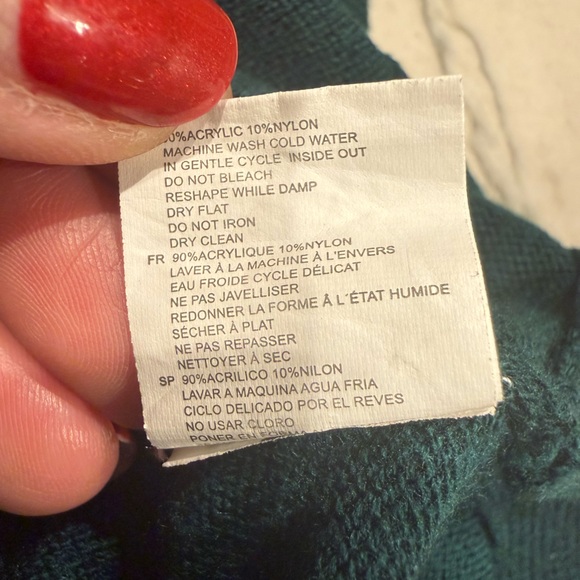 0%ACRYLIC 10%NYLON
MACHINE WASH COLD WATER
IN GENTLE CYCLE INSIDE OUT
DO NOT BLEACH
RESHAPE WHILE DAMP
DRY FLAT
DO NOT IRON
DRY CLEAN
FR 90%ACRYLIQUE 10%NYLON
LAVER À LA MACHINE À L'ENVERS
EAU FROIDE CYCLE DÉLICAT
NE PAS JAVELLISER
REDONNER LA FORME Á L´ÉTAT HUMIDE
SÉCHER À PLAT
NE PAS REPASSER
NETTOYER À SEC
SP 90%ACRILICO 10%NILON
LAVAR A MAQUINA AGUA FRIA
CICLO DELICADO POR EL REVES
NO USAR CLORO
PONER EN FORMA